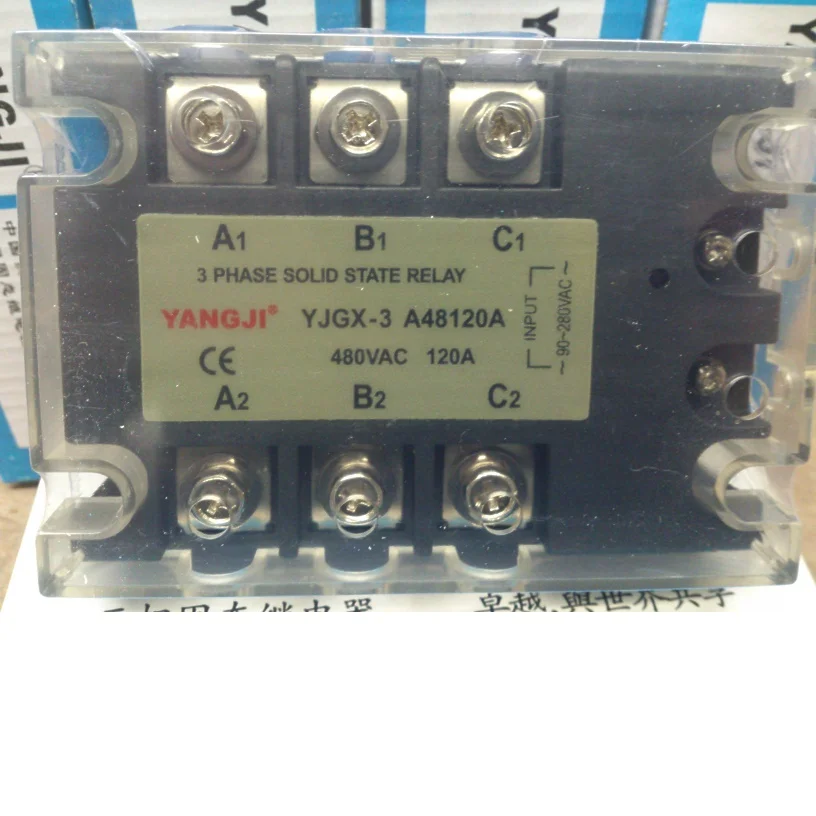 A1 B1 C1
3 PHASE SOLID STATE RELAY
YANGJI® YJGX-3 A48120A
CE 480VAC 120A
A2 B2 C2
INPUT
~ 90~280VAC ~
卓越,與世界共享